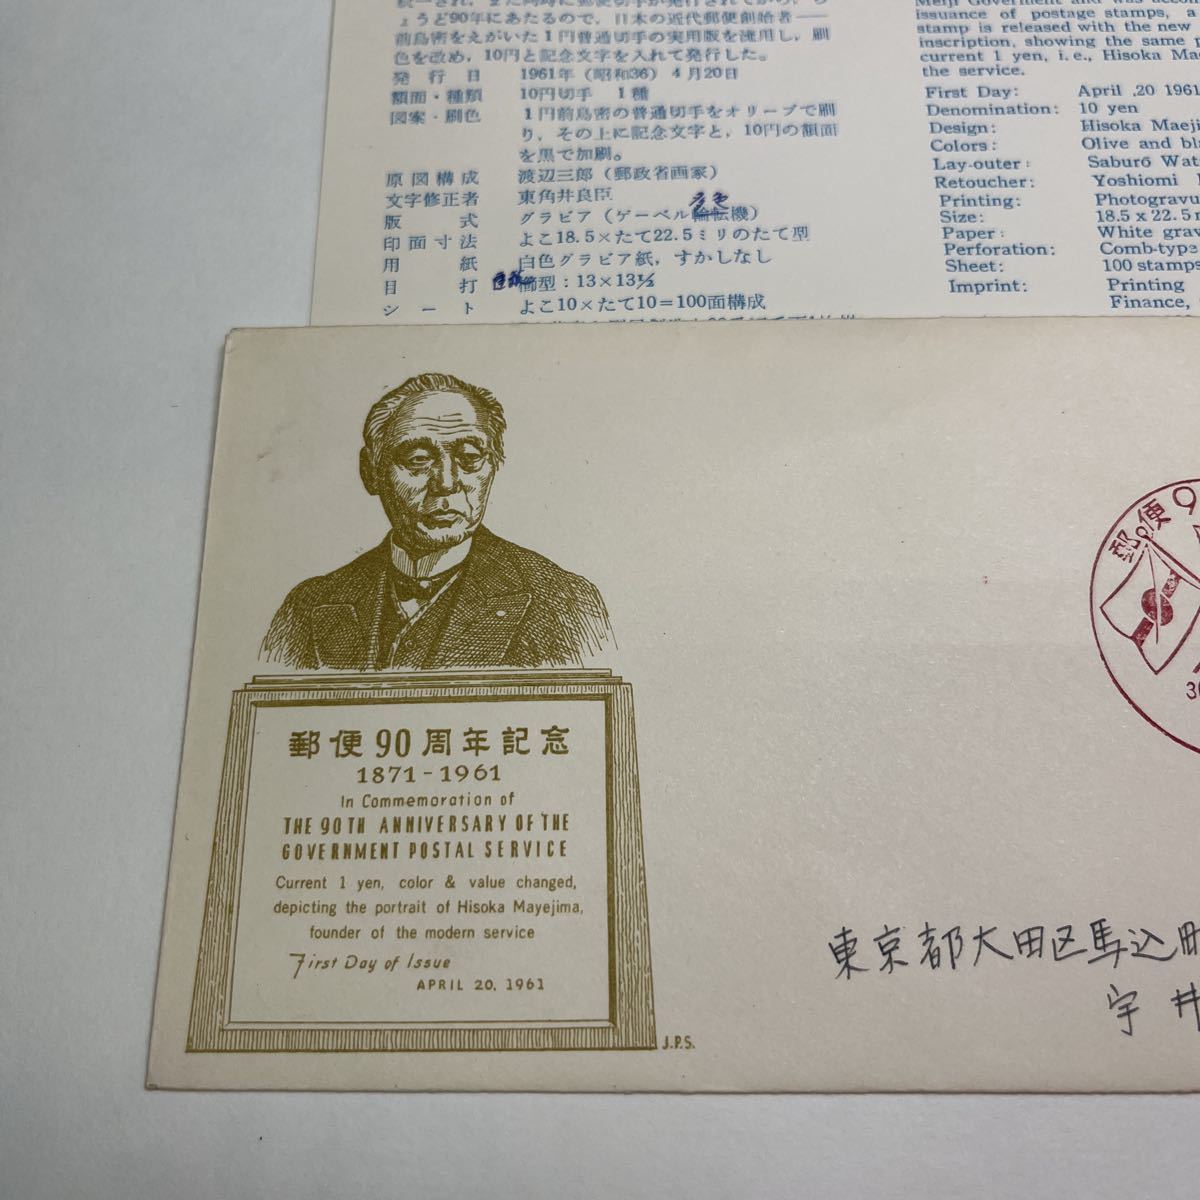 ょうど90年にあたるので，日本の近代郵便創始者──
前島密をえがいた１円普通切手の実用版を流用し，刷
色を改め，10円と記念文字を入れて発行した。
発行日 1961年（昭和36）４月20日
額面・種類 10円切手 １種
図案・刷色 １円前島密の普通切手をオリーブで刷
り，その上に記念文字と，10円の額面
を黒で加刷。
原図構成 渡辺三郎（郵政省画家）
文字修正者 東角井良臣
版式 グラビア（ゲーベル輪転機）
印面寸法 よこ18.5×たて22.5ミリのたて型
用紙 白色グラビア紙，すかしなし
目打 櫛型：13×13½
シート よこ10×たて10＝100面構成
issuance of postage stamps, a
stamp is released with the new
inscription, showing the same p
current 1 yen, i.e., Hisoka Mae
the service.
First Day: April ,20 1961
Denomination: 10 yen
Design: Hisoka Maeji
Colors: Olive and bla
Lay-outer: Saburō Wat
Retoucher: Yoshiomi
Printing: Photogravu
Size: 18.5 x 22.5
Paper: White grav
Perforation: Comb-type
Sheet: 100 stamps
Imprint: Printing
Finance,
郵便90周年記念
1871-1961
In Commemoration of
THE 90TH ANNIVERSARY OF THE
GOVERNMENT POSTAL SERVICE
Current 1 yen, color & value changed,
depicting the portrait of Hisoka Mayejima,
founder of the modern service
First Day of Issue
APRIL 20, 1961
J.P.S.
郵便9
東京都大田区馬込町
宇井